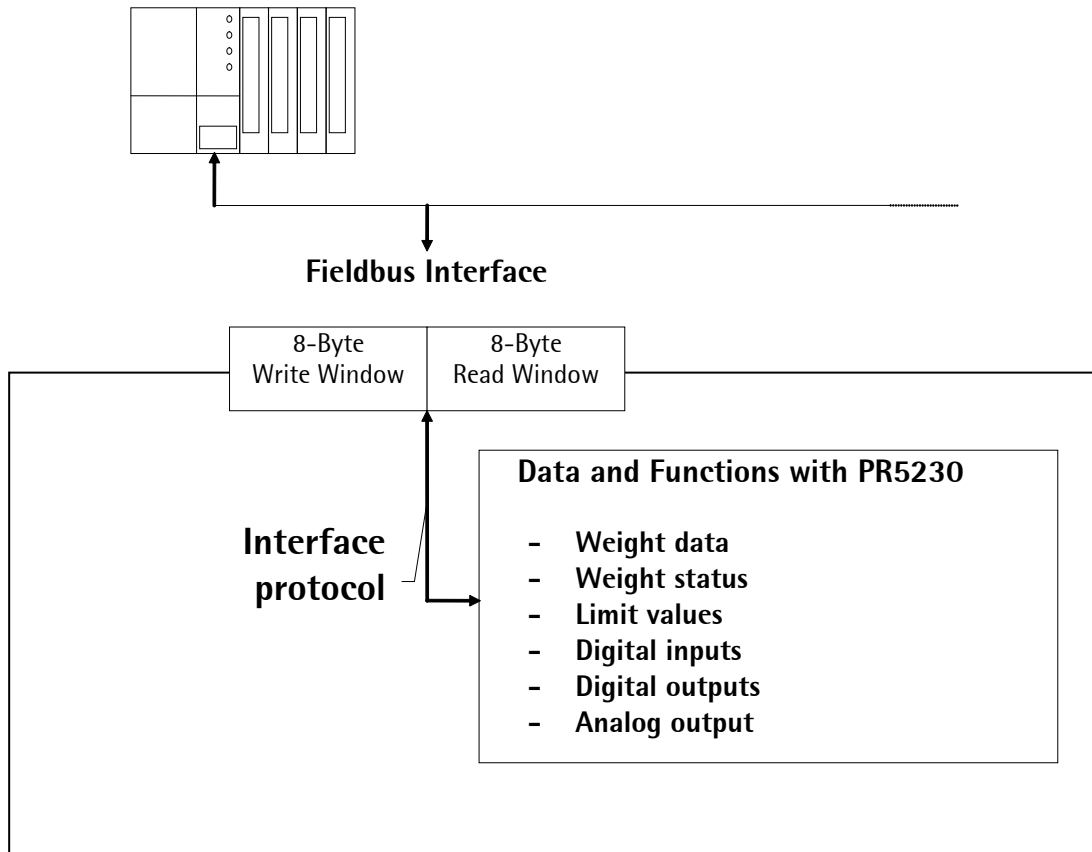 Fieldbus Interface
8-Byte
Write Window
8-Byte
Read Window
Data and Functions with PR5230
- Weight data
- Weight status
- Limit values
- Digital inputs
- Digital outputs
- Analog output
Interface
protocol